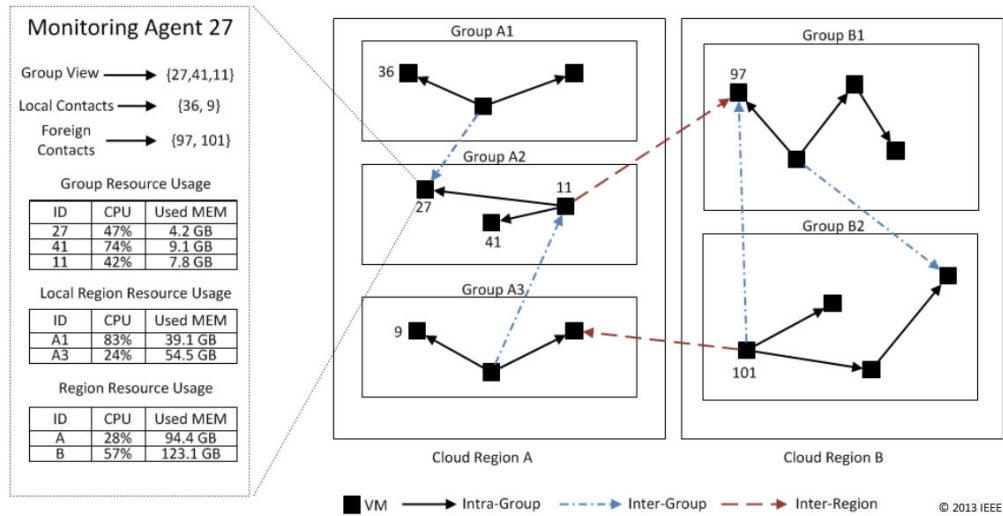 Monitoring Agent 27
Group View {27,41,11}
Local Contacts {36, 9}
Foreign
Contacts {97, 101}
Group Resource Usage
ID CPU Used MEM
27 47% 4.2 GB
41 74% 9.1 GB
11 42% 7.8 GB
Local Region Resource Usage
ID CPU Used MEM
A1 83% 39.1 GB
A3 24% 54.5 GB
Region Resource Usage
ID CPU Used MEM
A 28% 94.4 GB
B 57% 123.1 GB
Group A1
36
Group A2
27
11
41
Group A3
9
Cloud Region A
Group B1
97
Group B2
101
Cloud Region B
VM Intra-Group Inter-Group Inter-Region
© 2013 IEEE